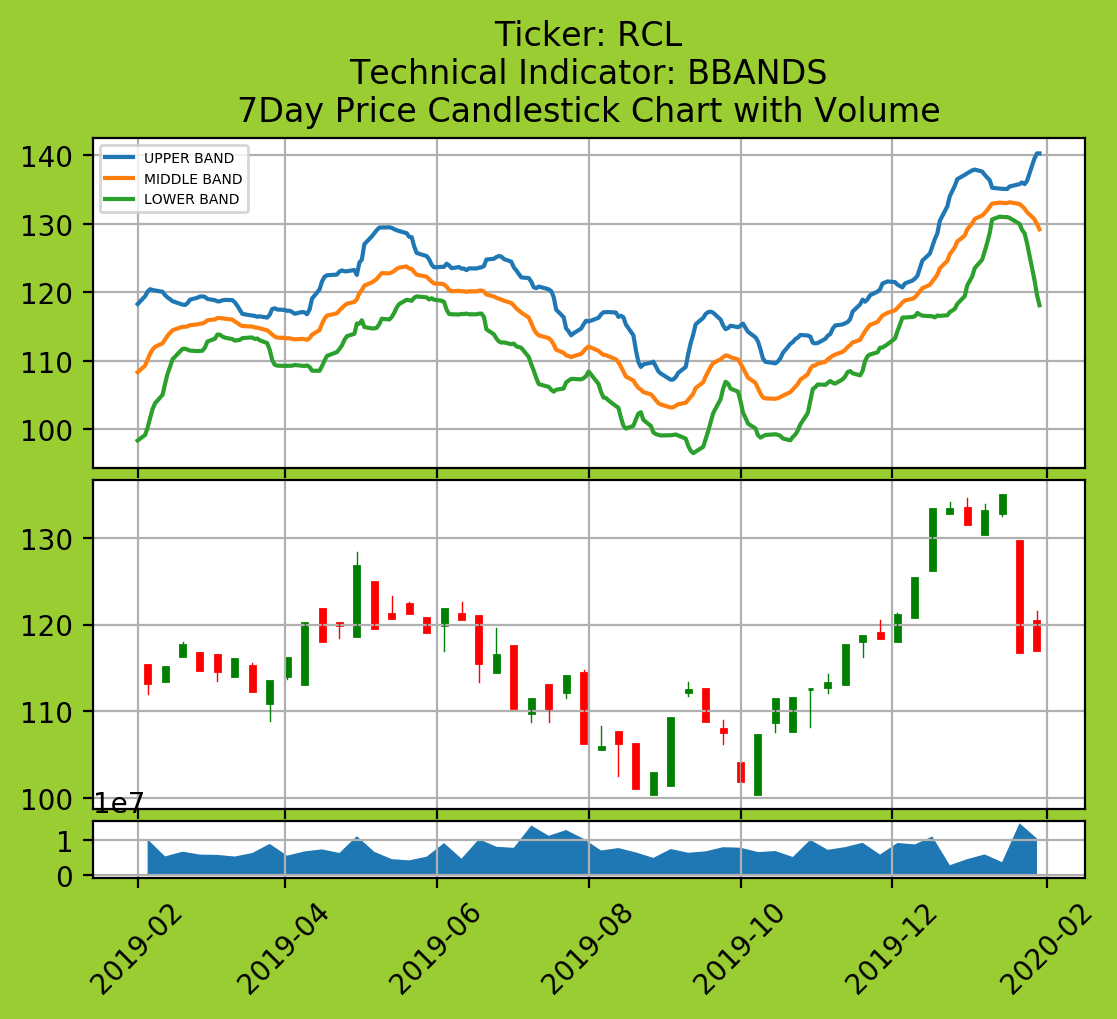 Ticker: RCL
Technical Indicator: BBANDS
7Day Price Candlestick Chart with Volume
UPPER BAND
MIDDLE BAND
LOWER BAND
140
130
120
110
100
130
120
110
100
1e7
1
0
2019-02
2019-04
2019-06
2019-08
2019-10
2019-12
2020-02